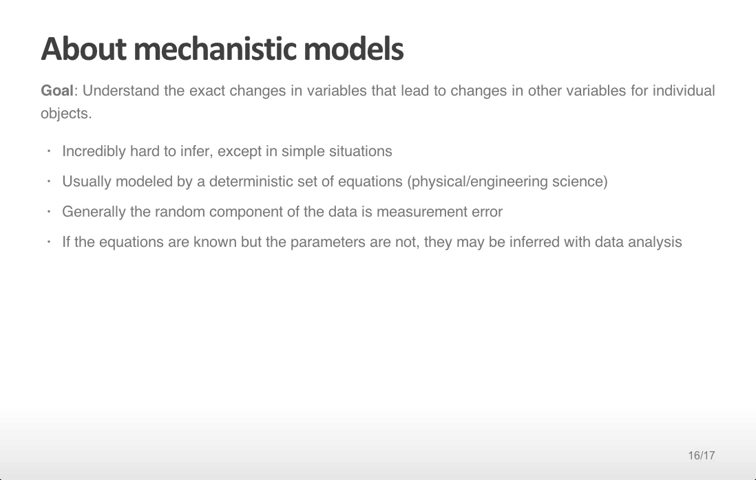 About mechanistic models
Goal: Understand the exact changes in variables that lead to changes in other variables for individual
objects.
· Incredibly hard to infer, except in simple situations
· Usually modeled by a deterministic set of equations (physical/engineering science)
· Generally the random component of the data is measurement error
· If the equations are known but the parameters are not, they may be inferred with data analysis
16/17